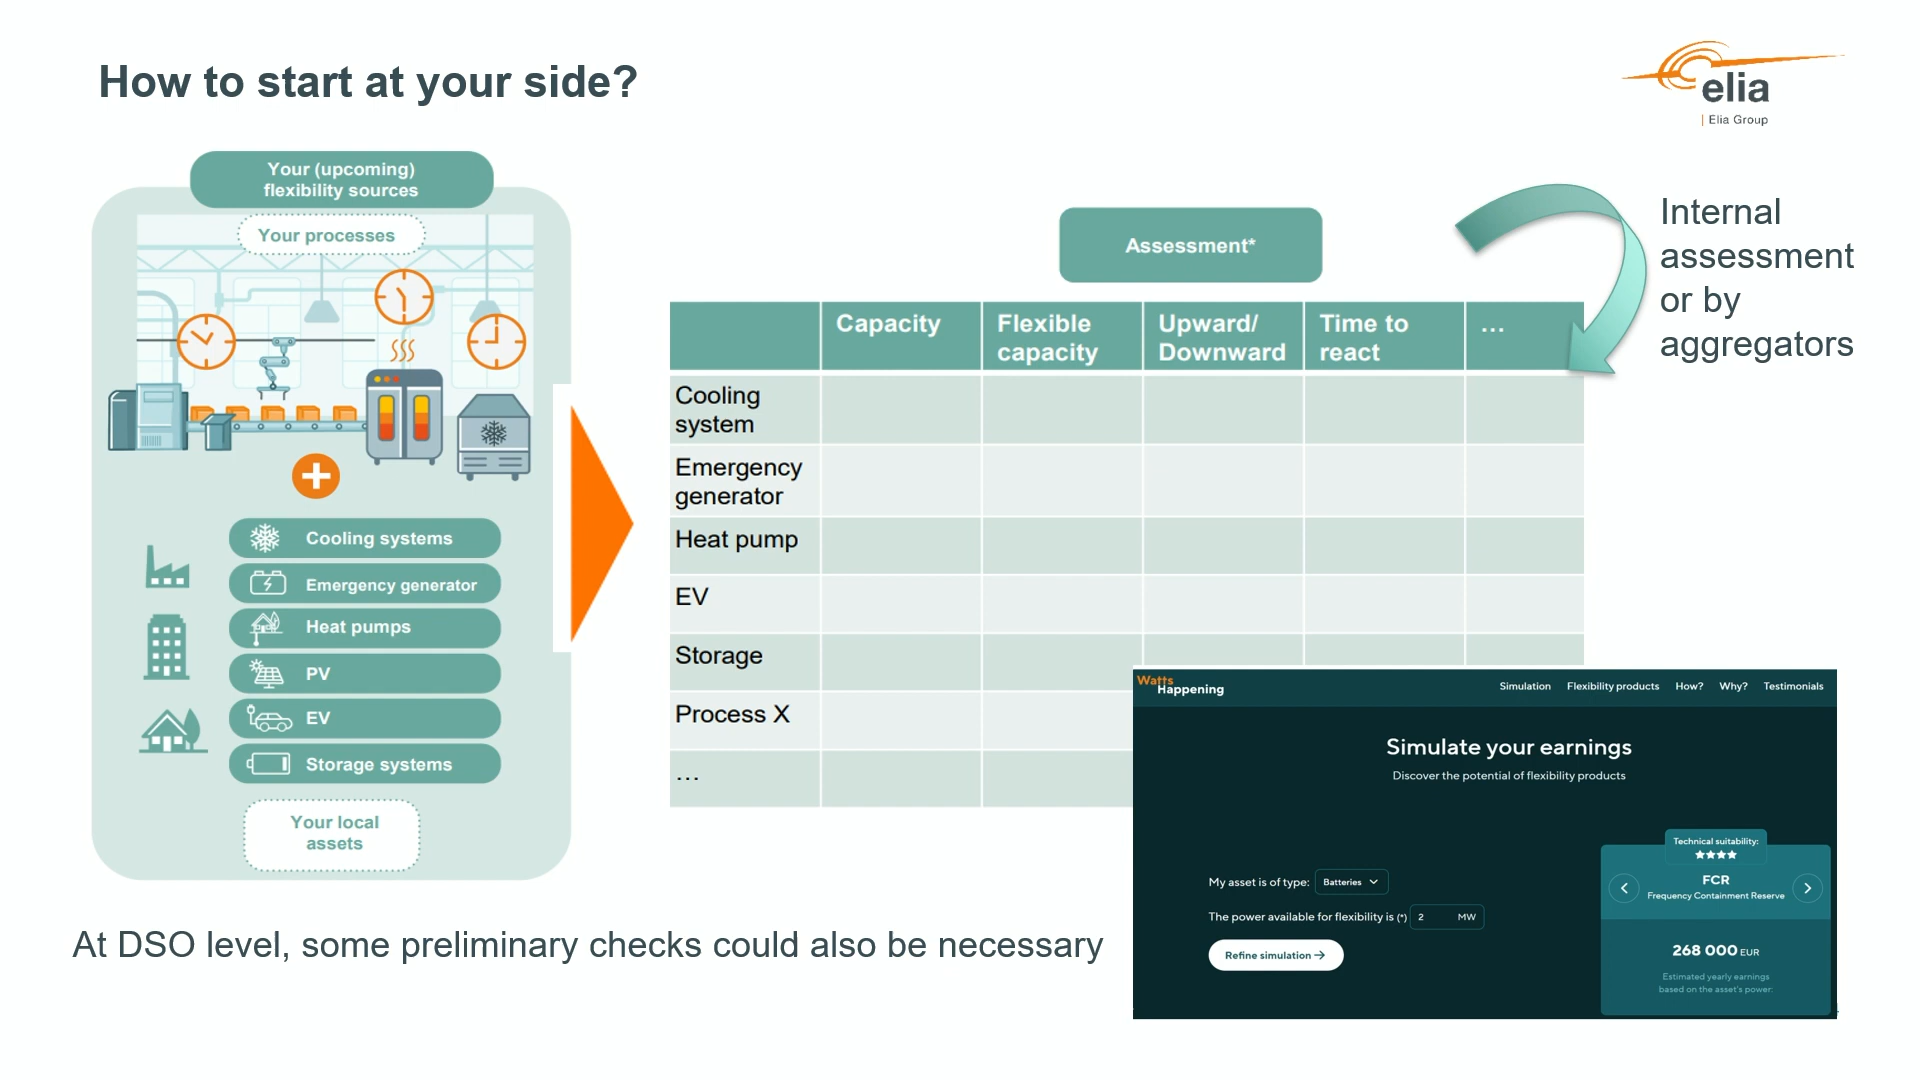 How to start at your side?
elia
| Elia Group
Your (upcoming)
flexibility sources
Your processes
Cooling systems
Emergency generator
Heat pumps
PV
EV
Storage systems
Your local
assets
Assessment*
Internal
assessment
or by
aggregators
Capacity
Flexible
capacity
Upward/
Downward
Time to
react
...
Cooling
system
Emergency
generator
Heat pump
EV
Storage
Process X
...
Watts
Happening
Simulation Flexibility products How? Why? Testimonials
Simulate your earnings
Discover the potential of flexibility products
My asset is of type: Batteries
The power available for flexibility is (*) 2 MW
Refine simulation →
Technical suitability:
★★★★
FCR
Frequency Containment Reserve
268 000 EUR
Estimated yearly earnings
based on the asset's power:
At DSO level, some preliminary checks could also be necessary